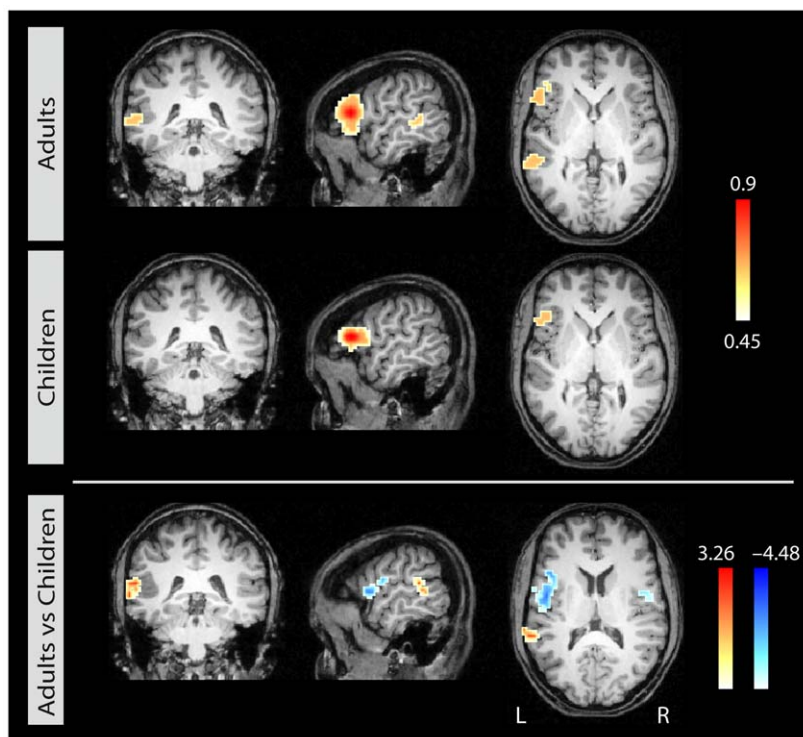 Adults
0.9
0.45
Children
Adults vs Children
3.26 −4.48
L R